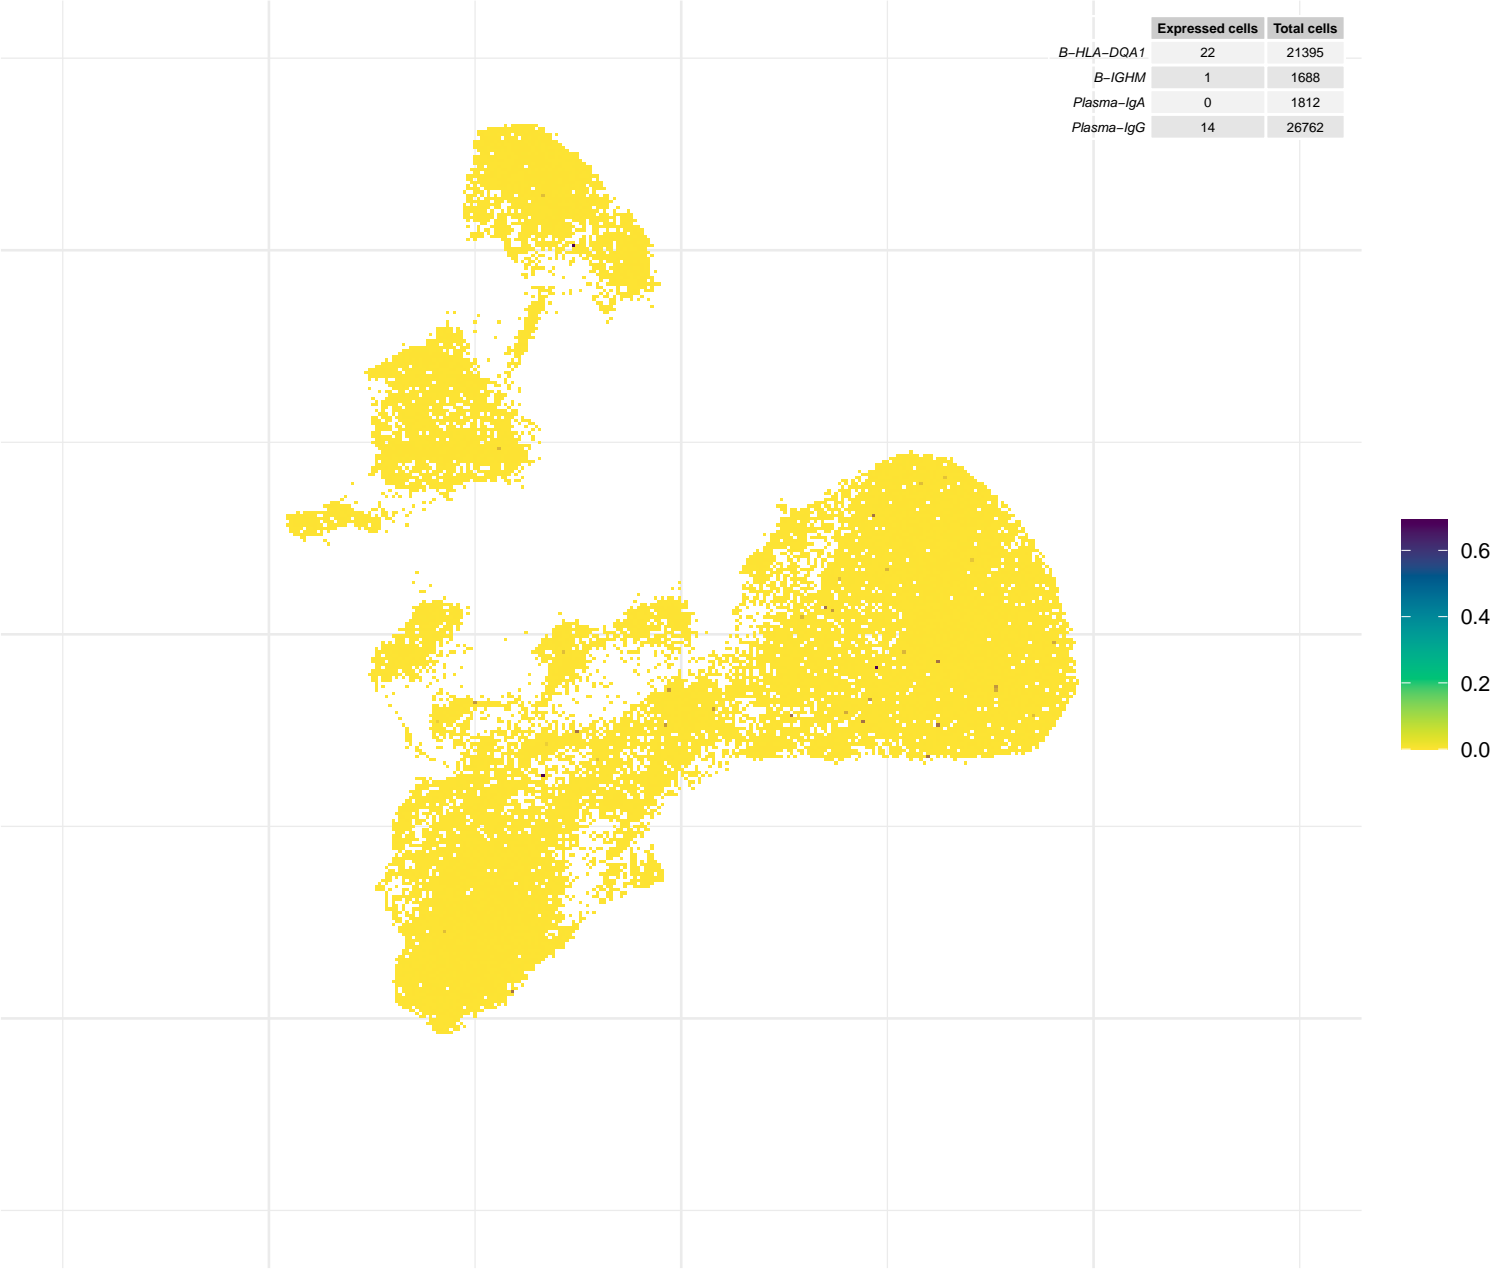 Expressed cells Total cells
B−HLA−DQA1 22 21395
B−IGHM 1 1688
Plasma−IgA 0 1812
Plasma−IgG 14 26762
0.6
0.4
0.2
0.0